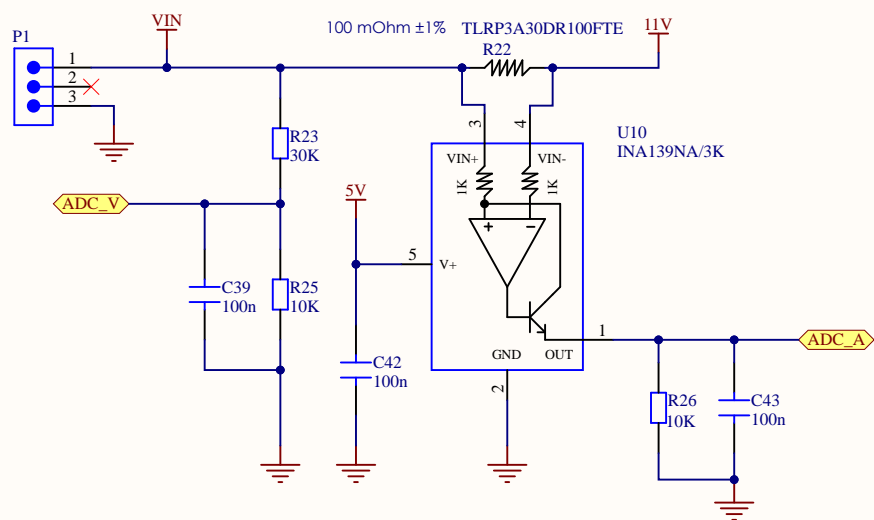 VIN
100 mOhm ±1%
TLRP3A30DR100FTE
11V
P1
R22
1
2
3
3
4
R23
30K
U10
INA139NA/3K
VIN+
VIN-
1K
1K
5V
ADC_V
+
−
5
V+
C39
100n
R25
10K
1
ADC_A
GND
OUT
C42
100n
2
R26
10K
C43
100n